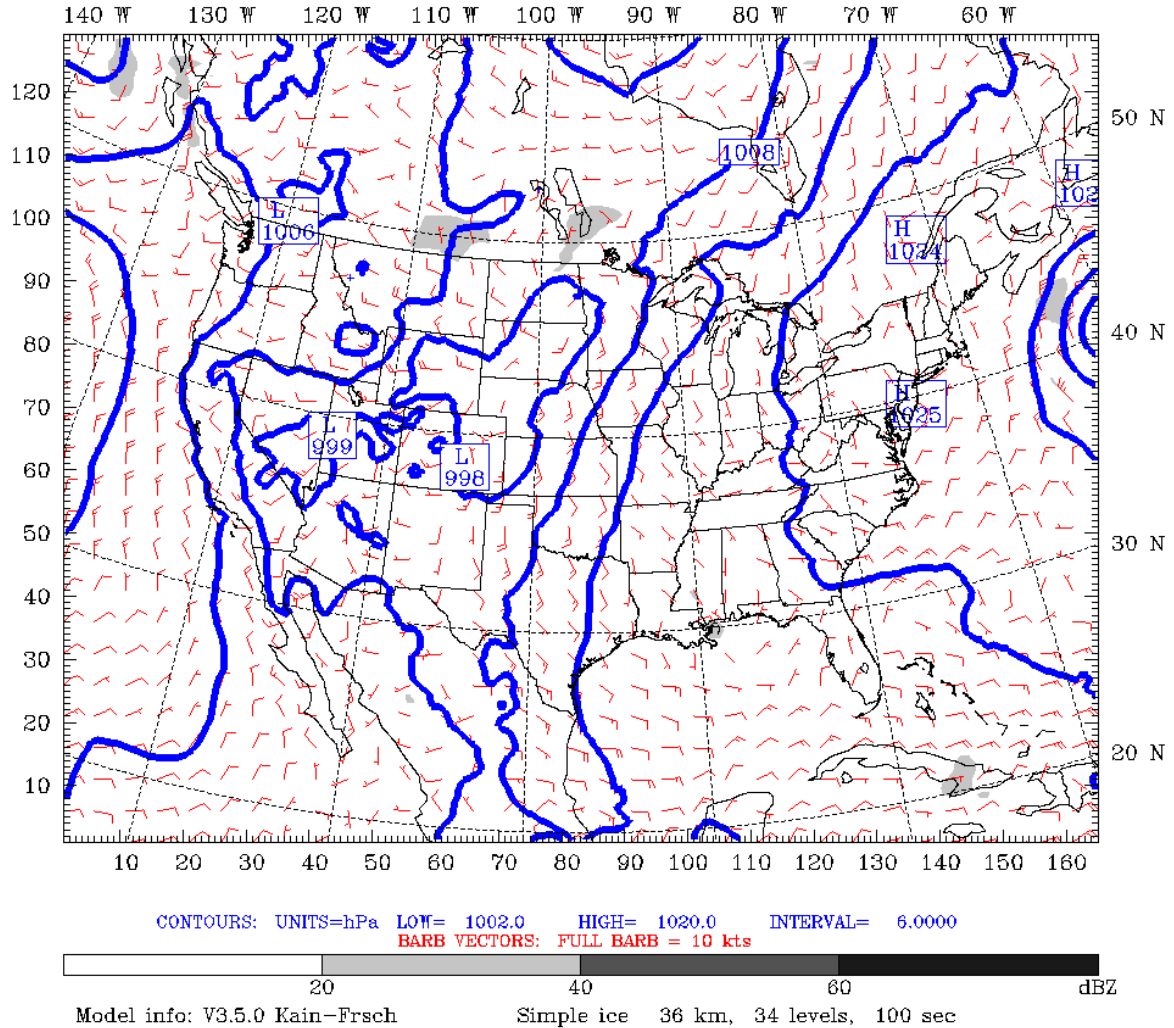 140 W 130 W 120 W 110 W 100 W 90 W 80 W 70 W 60 W
120
50 N
110
1008
H
102
100
L
1006
H
1024
90
40 N
80
70
H
1025
L
999
60
L
998
50
30 N
40
30
20
20 N
10
10 20 30 40 50 60 70 80 90 100 110 120 130 140 150 160
CONTOURS: UNITS=hPa LOW= 1002.0 HIGH= 1020.0 INTERVAL= 6.0000
BARB VECTORS: FULL BARB = 10 kts
20 40 60 dBZ
Model info: V3.5.0 Kain-Frsch Simple ice 36 km, 34 levels, 100 sec